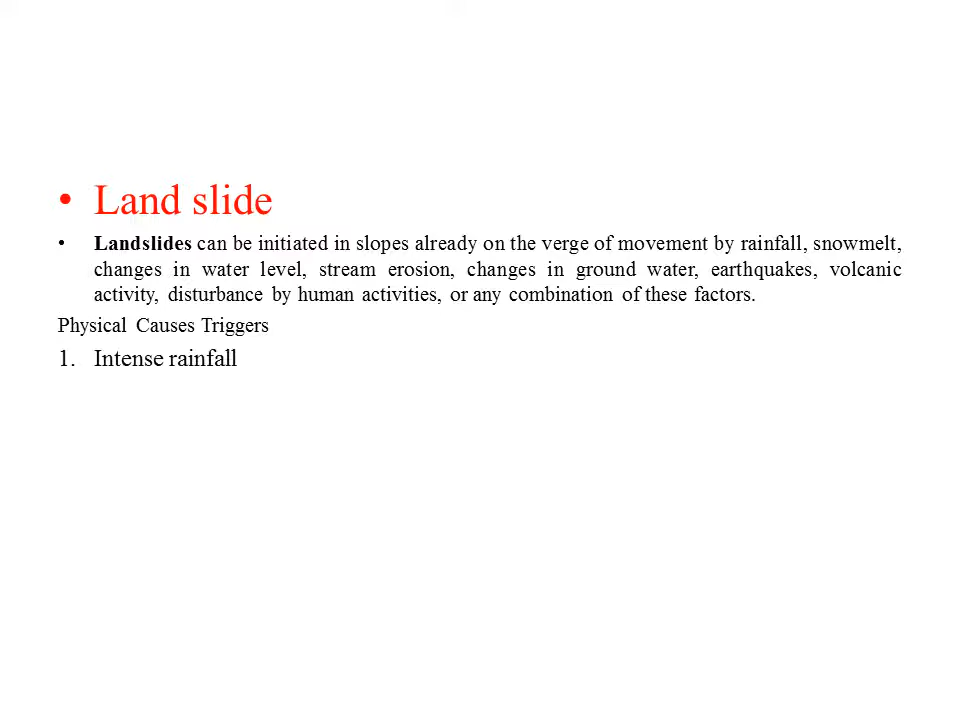 • Land slide
• Landslides can be initiated in slopes already on the verge of movement by rainfall, snowmelt,
changes in water level, stream erosion, changes in ground water, earthquakes, volcanic
activity, disturbance by human activities, or any combination of these factors.
Physical Causes Triggers
1. Intense rainfall